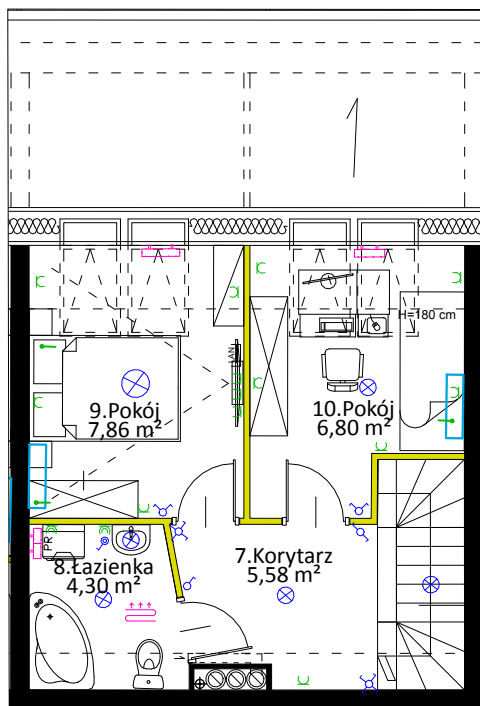 H=180 cm
LAN
9.Pokój
7,86 m²
10.Pokój
6,80 m²
PR
8.Łazienka
4,30 m²
7.Korytarz
5,58 m²